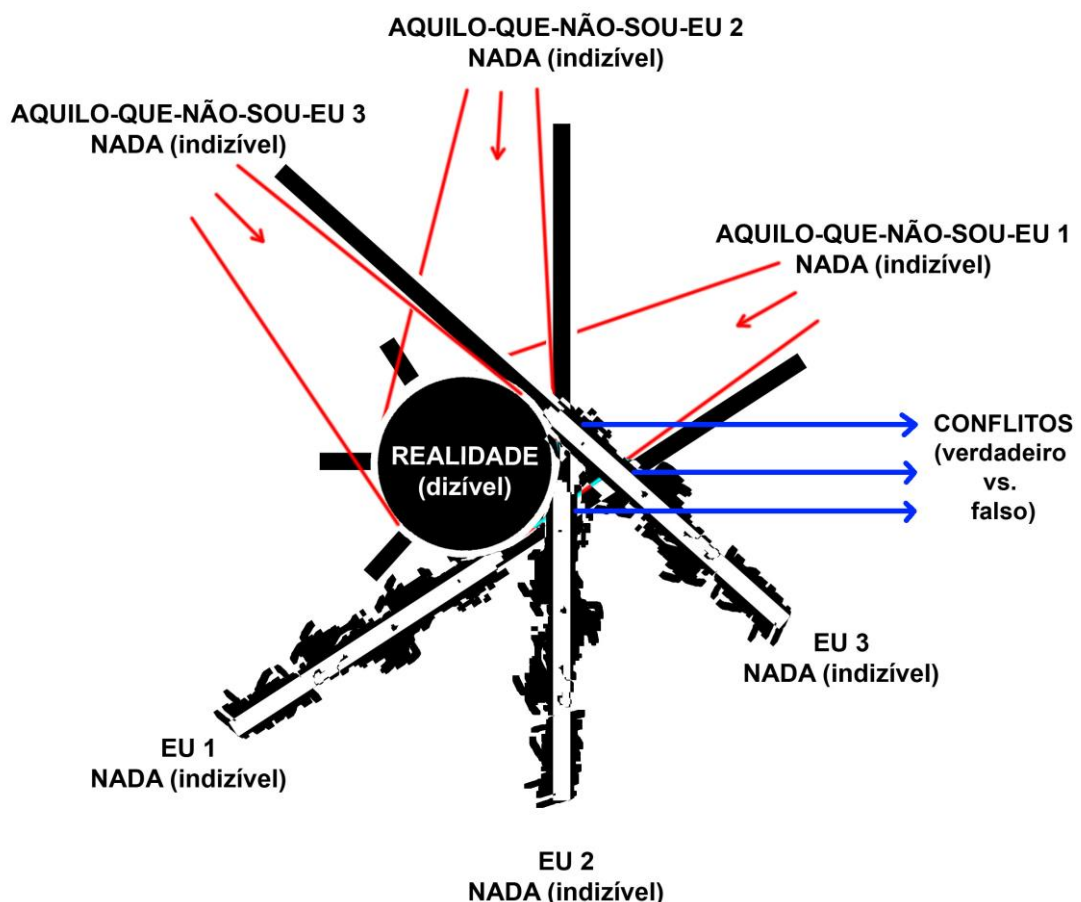 AQUILO-QUE-NÃO-SOU-EU 2
NADA (indizível)
AQUILO-QUE-NÃO-SOU-EU 3
NADA (indizível)
AQUILO-QUE-NÃO-SOU-EU 1
NADA (indizível)
REALIDADE
(dizível)
CONFLITOS
(verdadeiro
vs.
falso)
EU 3
NADA (indizível)
EU 1
NADA (indizível)
EU 2
NADA (indizível)